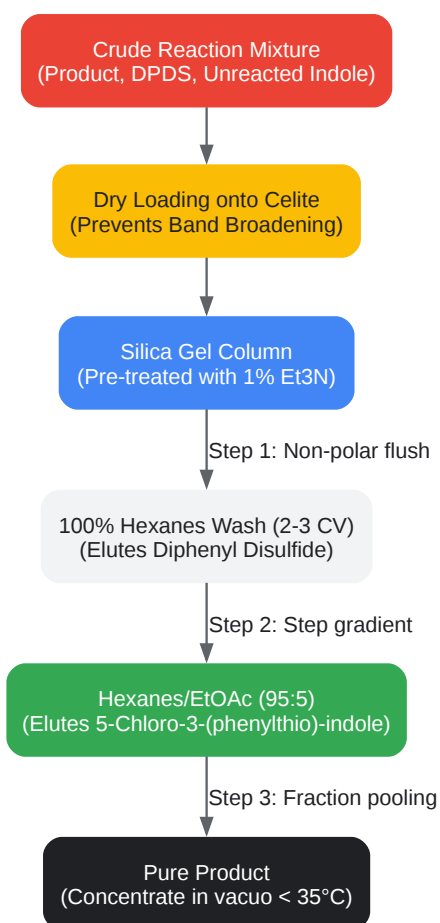 Crude Reaction Mixture
(Product, DPDS, Unreacted Indole)
Dry Loading onto Celite
(Prevents Band Broadening)
Silica Gel Column
(Pre-treated with 1% Et3N)
Step 1: Non-polar flush
100% Hexanes Wash (2-3 CV)
(Elutes Diphenyl Disulfide)
Step 2: Step gradient
Hexanes/EtOAc (95:5)
(Elutes 5-Chloro-3-(phenylthio)-indole)
Step 3: Fraction pooling
Pure Product
(Concentrate in vacuo < 35°C)